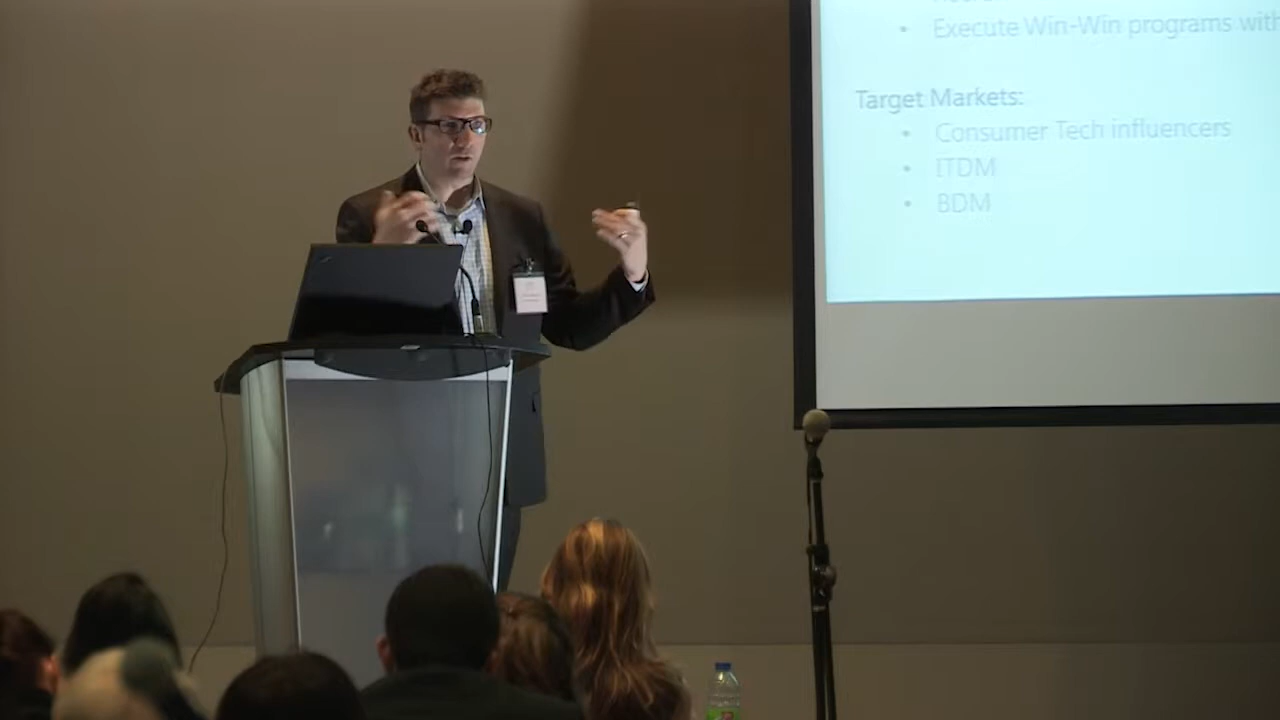 • Execute Win-Win programs with
Target Markets:
• Consumer Tech influencers
• ITDM
• BDM